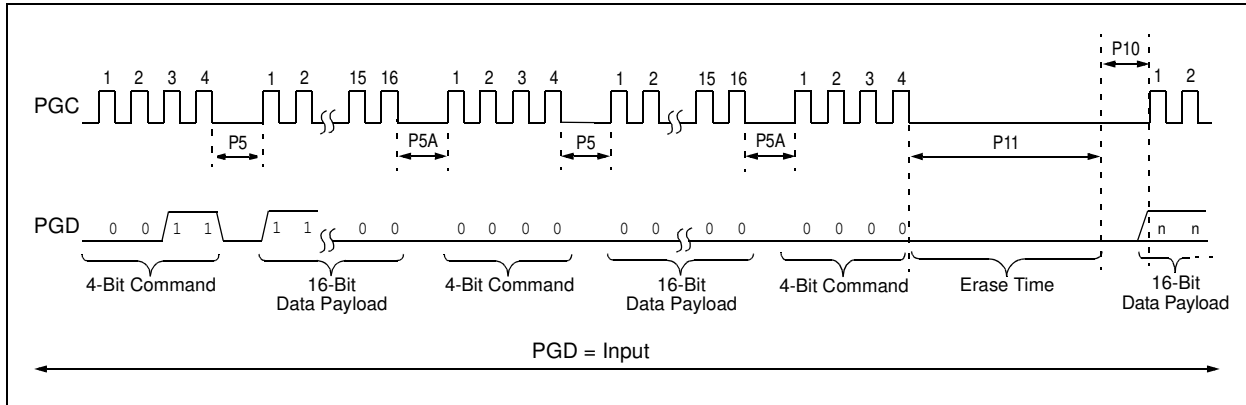 P10
1 2 3 4 1 2 15 16 1 2 3 4 1 2 15 16 1 2 3 4 1 2
PGC
P5 P5A P5 P5A P11
PGD 0 0 1 1 1 1 0 0 0 0 0 0 0 0 0 0 0 0 0 0 n n
4-Bit Command 16-Bit Data Payload 4-Bit Command 16-Bit Data Payload 4-Bit Command Erase Time 16-Bit Data Payload
PGD = Input